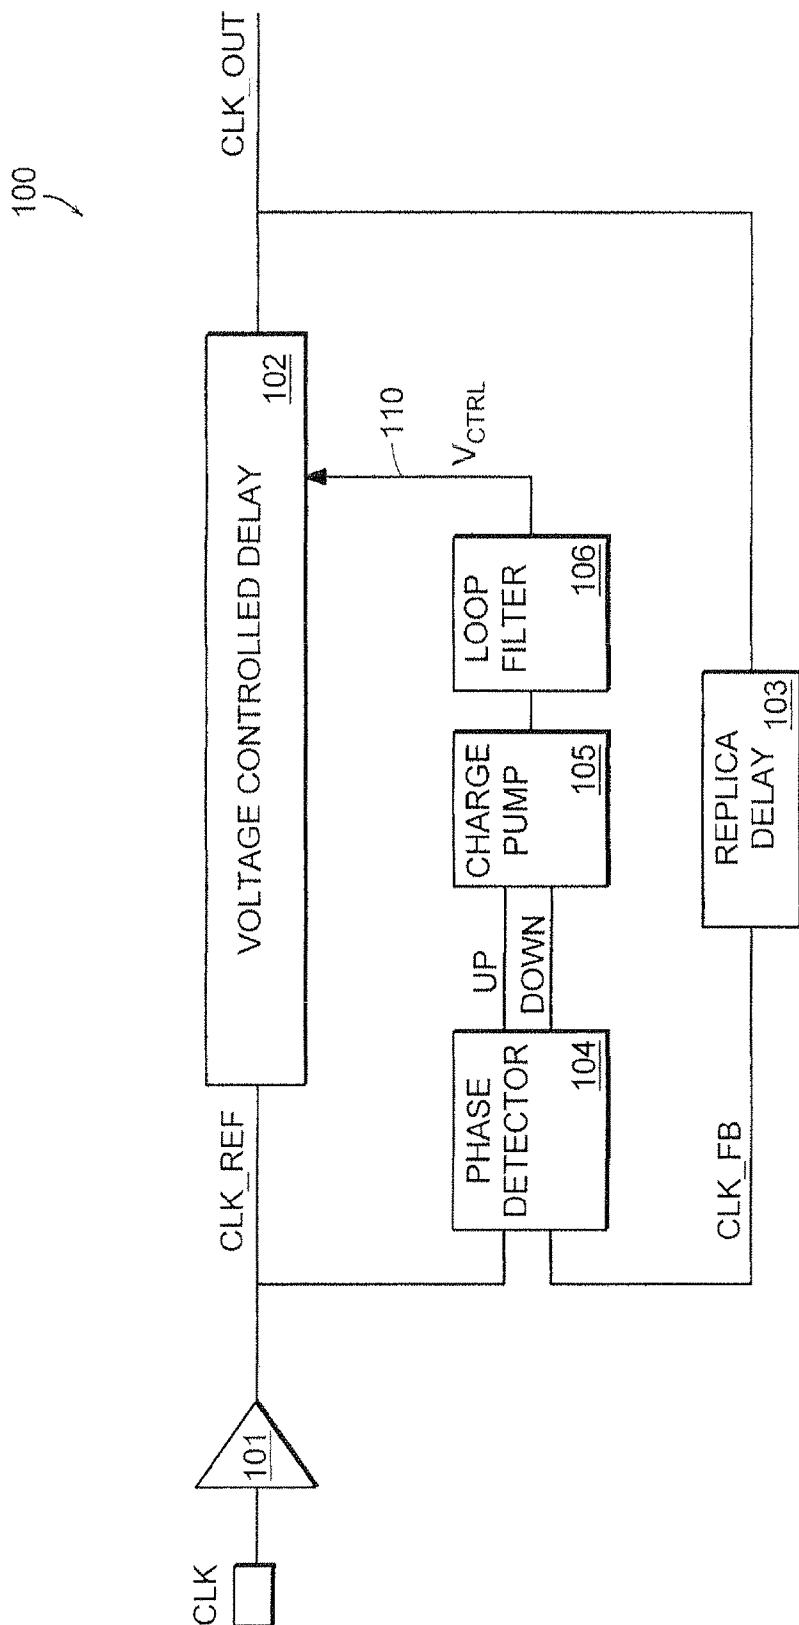 100
CLK
101
CLK_REF
VOLTAGE CONTROLLED DELAY
102
CLK_OUT
110
V_CTRL
PHASE
DETECTOR
104
UP
DOWN
CHARGE
PUMP
105
LOOP
FILTER
106
CLK_FB
REPLICA
DELAY
103